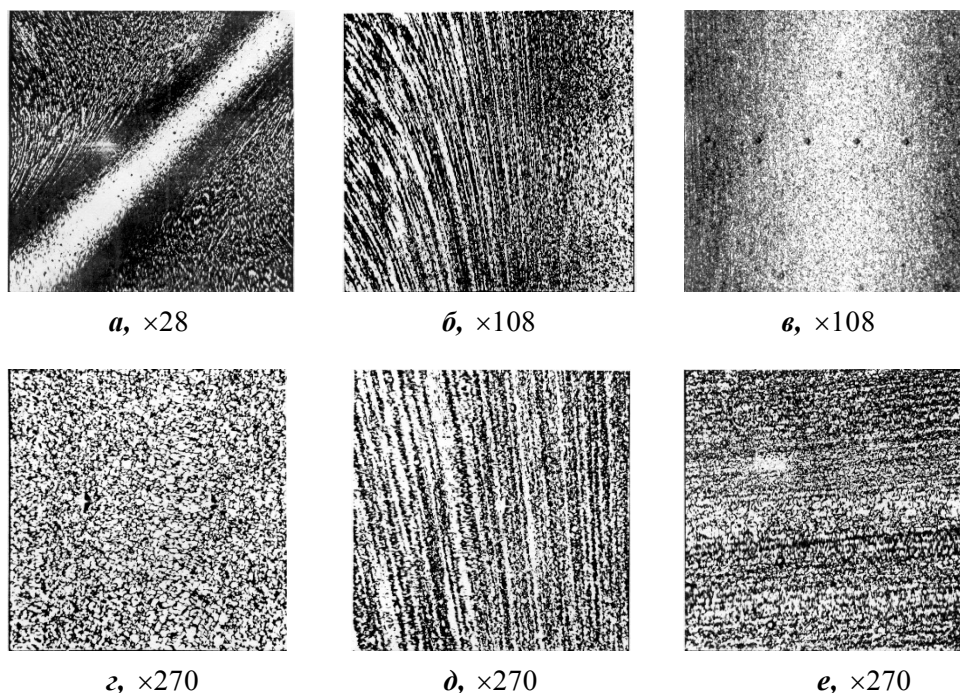 а, ×28
б, ×108
в, ×108
г, ×270
д, ×270
е, ×270